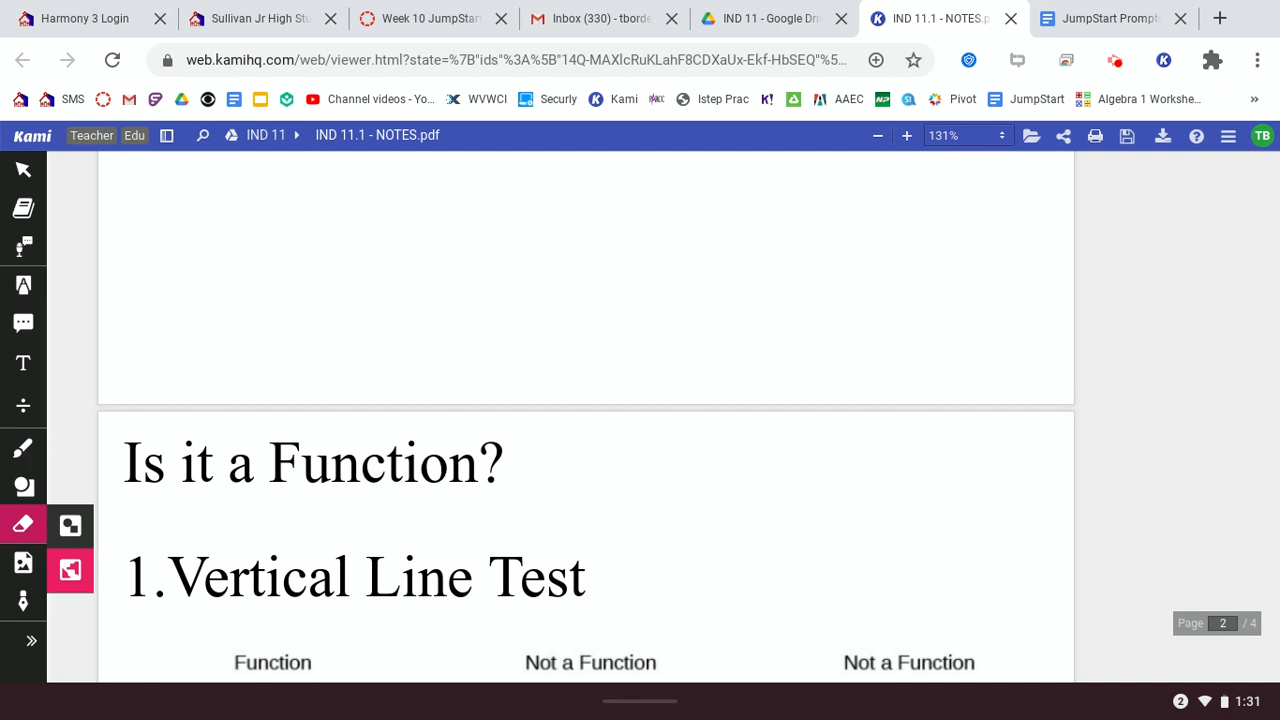 Harmony 3 Login
Sullivan Jr High Stu
Week 10 JumpStart
Inbox (330) - tborde
IND 11 - Google Dri
IND 11.1 - NOTES.p
JumpStart Prompt
web.kamihq.com/web/viewer.html?state=%7B"ids"%3A%5B"14Q-MAXlcRuKLahF8CDXaUx-Ekf-HbSEQ"%5...
SMS
Channel videos - Yo...
WVWCI
Securly
Kami
Istep Prac
K!
AAEC
NP
Pivot
JumpStart
Algebra 1 Workshe...
»
Kami
Teacher
Edu
IND 11
IND 11.1 - NOTES.pdf
131%
TB
Is it a Function?
1.Vertical Line Test
Function
Not a Function
Not a Function
Page 2 / 4
2
1:31